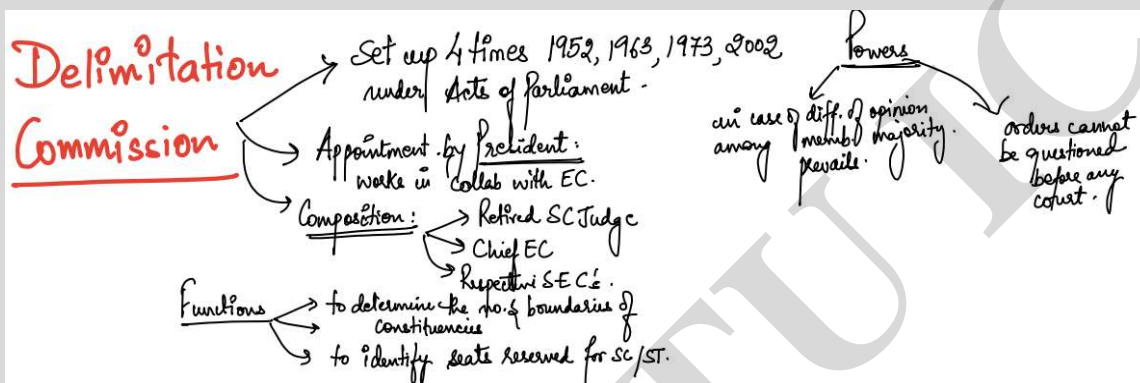 Delimitation
Commission
Set up 4 times 1952, 1963, 1973, 2002
under Acts of Parliament.
Appointment by President:
works in collab with EC.
Composition:
Retired SC Judge
Chief EC
Respective SEC's.
Functions
to determine the no. & boundaries of
constituencies
to identify seats reserved for SC/ST.
Powers
in case of diff. of opinion
among memb. majority
prevails.
orders cannot
be questioned
before any
court.
TU IC